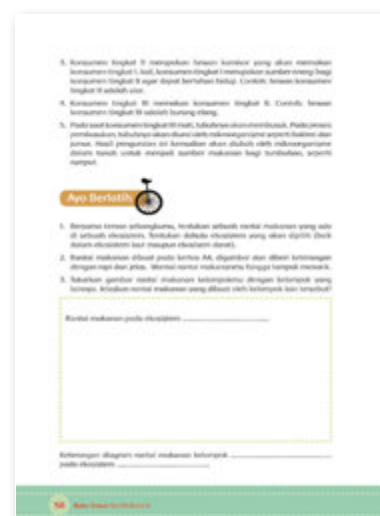 3. Konsumen tingkat II merupakan hewan karnivor yang akan memakan
konsumen tingkat I. Jadi, konsumen tingkat I merupakan sumber energi bagi
konsumen tingkat II agar dapat bertahan hidup. Contoh: hewan konsumen
tingkat II adalah ular.
4. Konsumen tingkat III memakan konsumen tingkat II. Contoh: hewan
konsumen tingkat III adalah burung elang.
5. Pada saat konsumen tingkat III mati, tubuhnya akan membusuk. Pada proses
pembusukan, tubuhnya akan diurai oleh mikroorganisme seperti bakteri dan
jamur. Hasil penguraian ini kemudian akan diubah oleh mikroorganisme
dalam tanah untuk menjadi sumber makanan bagi tumbuhan, seperti
rumput.
Ayo Berlatih
1. Bersama teman sebangkumu, tentukan sebuah rantai makanan yang ada
di sebuah ekosistem. Tentukan dahulu ekosistem yang akan dipilih (baik
dalam ekosistem laut maupun ekosistem darat).
2. Rantai makanan dibuat pada kertas A4, digambar dan diberi keterangan
dengan rapi dan jelas. Warnai rantai makananmu hingga tampak menarik.
3. Tukarkan gambar rantai makanan kelompokmu dengan kelompok yang
lainnya. Jelaskan rantai makanan yang dibuat oleh kelompok lain tersebut!
Rantai makanan pada ekosistem
Keterangan diagram rantai makanan kelompok
pada ekosistem
58 Buku Siswa